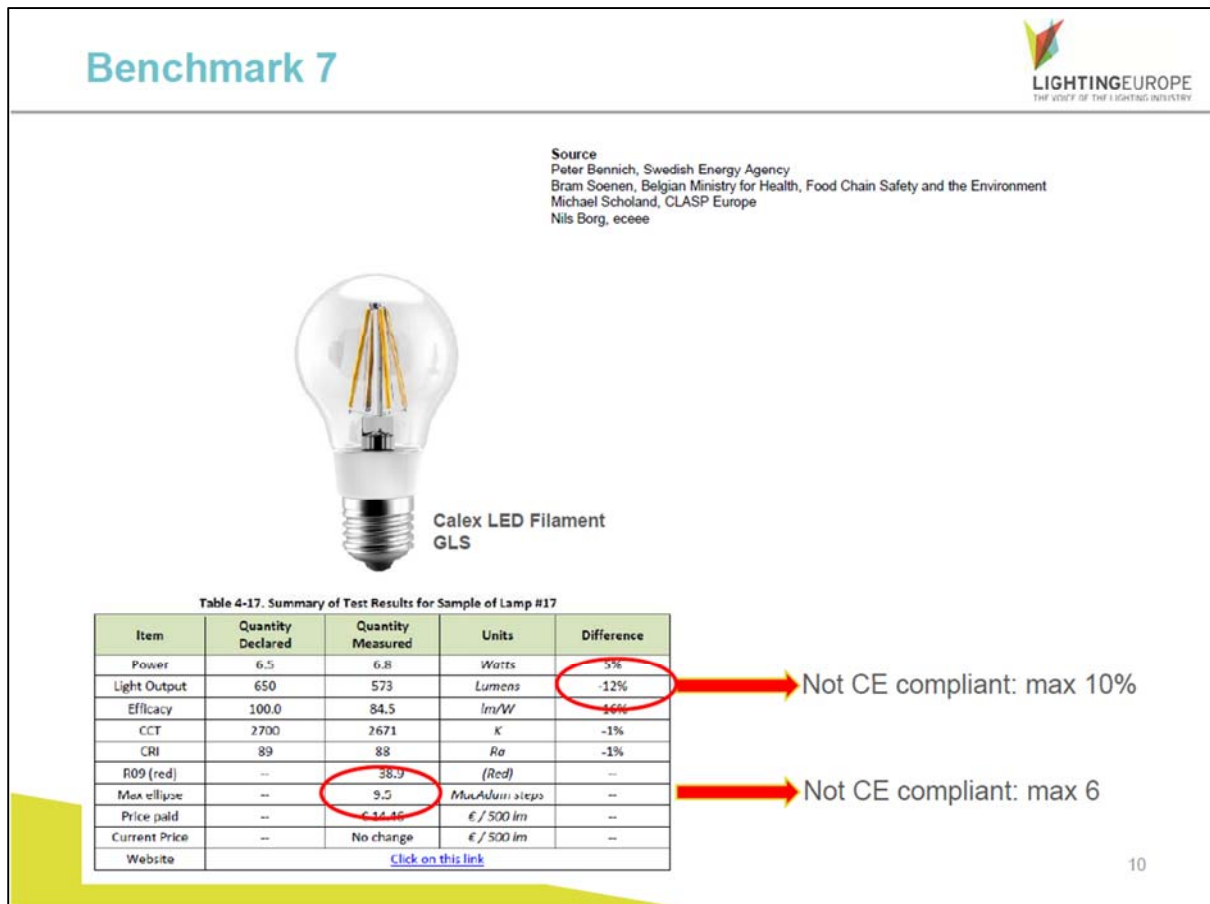 Benchmark 7
LIGHTINGEUROPE
THE VOICE OF THE LIGHTING INDUSTRY
Source
Peter Bennich, Swedish Energy Agency
Bram Soenen, Belgian Ministry for Health, Food Chain Safety and the Environment
Michael Scholand, CLASP Europe
Nils Borg, eceee
Calex LED Filament
GLS
Table 4-17. Summary of Test Results for Sample of Lamp #17
Item Quantity Declared Quantity Measured Units Difference
Power 6.5 6.8 Watts 5%
Light Output 650 573 Lumens -12%
Efficacy 100.0 84.5 lm/W -16%
CCT 2700 2671 K -1%
CRI 89 88 Ra -1%
R09 (red) -- 38.9 (Red) --
Max ellipse -- 9.5 MacAdam steps --
Price paid -- € 14.46 € / 500 lm --
Current Price -- No change € / 500 lm
Website Click on this link
Not CE compliant: max 10%
Not CE compliant: max 6
10